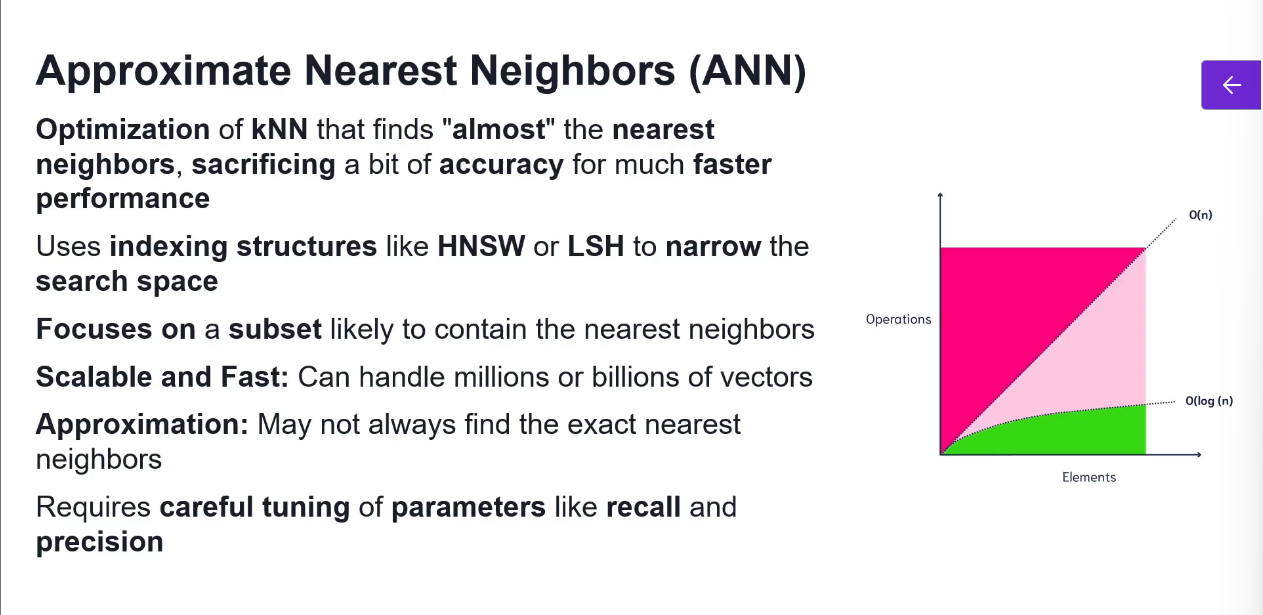 Approximate Nearest Neighbors (ANN)
Optimization of kNN that finds "almost" the nearest
neighbors, sacrificing a bit of accuracy for much faster
performance
Uses indexing structures like HNSW or LSH to narrow the
search space
Focuses on a subset likely to contain the nearest neighbors
Scalable and Fast: Can handle millions or billions of vectors
Approximation: May not always find the exact nearest
neighbors
Requires careful tuning of parameters like recall and
precision
O(n)
Operations
O(log (n)
Elements